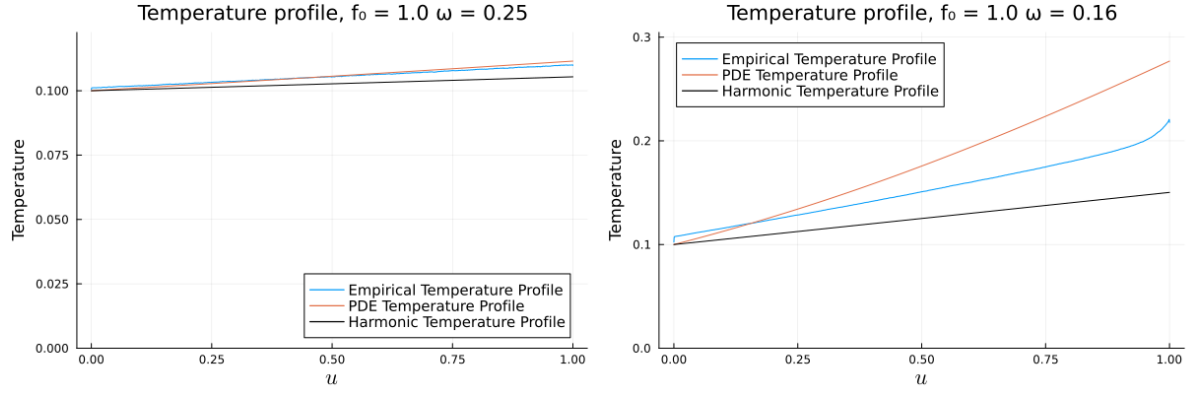 Temperature profile, f₀ = 1.0 ω = 0.25
0.100
0.075
0.050
0.025
0.000
Temperature
Empirical Temperature Profile
PDE Temperature Profile
Harmonic Temperature Profile
0.00 0.25 0.50 0.75 1.00
u
Temperature profile, f₀ = 1.0 ω = 0.16
0.3
0.2
0.1
0.0
Temperature
Empirical Temperature Profile
PDE Temperature Profile
Harmonic Temperature Profile
0.00 0.25 0.50 0.75 1.00
u